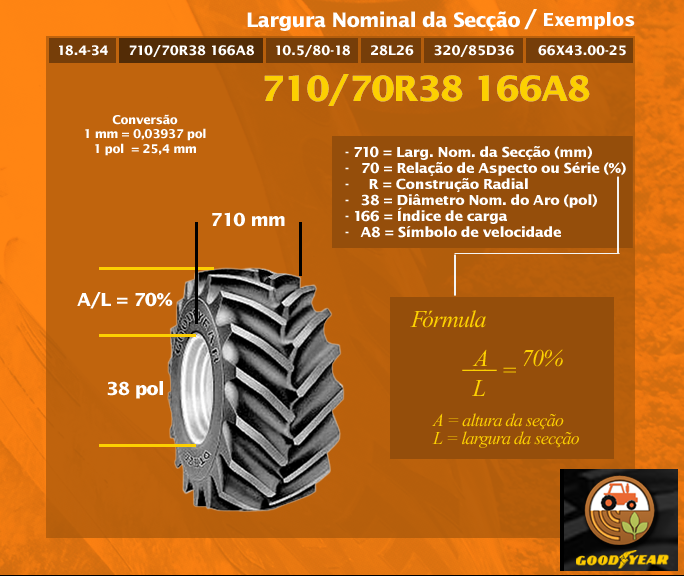 Largura Nominal da Secção / Exemplos
18.4-34 710/70R38 166A8 10.5/80-18 28L26 320/85D36 66X43.00-25
710/70R38 166A8
Conversão
1 mm = 0,03937 pol
1 pol = 25,4 mm
- 710 = Larg. Nom. da Secção (mm)
- 70 = Relação de Aspecto ou Série (%)
- R = Construção Radial
- 38 = Diâmetro Nom. do Aro (pol)
- 166 = Índice de carga
- A8 = Símbolo de velocidade
710 mm
A/L = 70%
38 pol
Fórmula
A / L = 70%
A = altura da seção
L = largura da secção
GOODYEAR